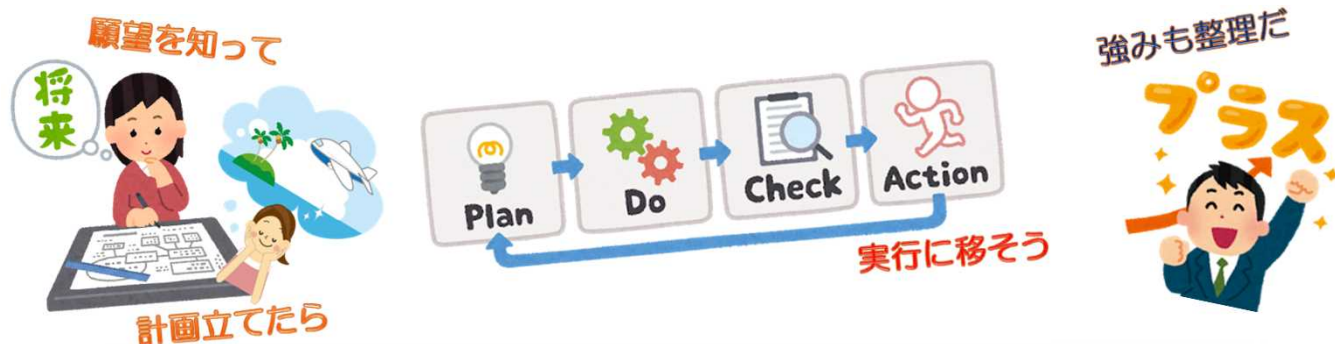 願望を知って
将来
計画立てたら
Plan
Do
Check
Action
実行に移そう
強みも整理だ
プラス